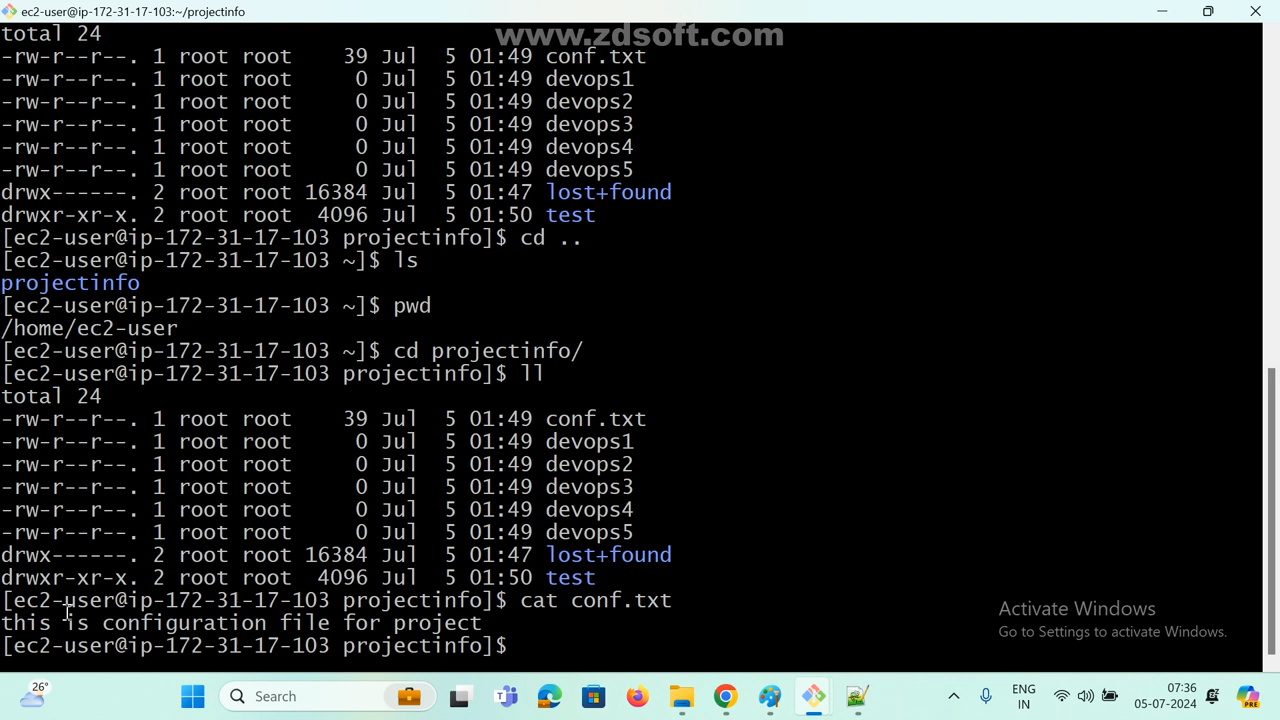 ec2-user@ip-172-31-17-103:~/projectinfo
www.zdsoft.com
total 24
-rw-r--r--. 1 root root    39 Jul  5 01:49 conf.txt
-rw-r--r--. 1 root root     0 Jul  5 01:49 devops1
-rw-r--r--. 1 root root     0 Jul  5 01:49 devops2
-rw-r--r--. 1 root root     0 Jul  5 01:49 devops3
-rw-r--r--. 1 root root     0 Jul  5 01:49 devops4
-rw-r--r--. 1 root root     0 Jul  5 01:49 devops5
drwx------. 2 root root 16384 Jul  5 01:47 lost+found
drwxr-xr-x. 2 root root  4096 Jul  5 01:50 test
[ec2-user@ip-172-31-17-103 projectinfo]$ cd ..
[ec2-user@ip-172-31-17-103 ~]$ ls
projectinfo
[ec2-user@ip-172-31-17-103 ~]$ pwd
/home/ec2-user
[ec2-user@ip-172-31-17-103 ~]$ cd projectinfo/
[ec2-user@ip-172-31-17-103 projectinfo]$ ll
total 24
-rw-r--r--. 1 root root    39 Jul  5 01:49 conf.txt
-rw-r--r--. 1 root root     0 Jul  5 01:49 devops1
-rw-r--r--. 1 root root     0 Jul  5 01:49 devops2
-rw-r--r--. 1 root root     0 Jul  5 01:49 devops3
-rw-r--r--. 1 root root     0 Jul  5 01:49 devops4
-rw-r--r--. 1 root root     0 Jul  5 01:49 devops5
drwx------. 2 root root 16384 Jul  5 01:47 lost+found
drwxr-xr-x. 2 root root  4096 Jul  5 01:50 test
[ec2-user@ip-172-31-17-103 projectinfo]$ cat conf.txt
this is configuration file for project
[ec2-user@ip-172-31-17-103 projectinfo]$
Activate Windows
Go to Settings to activate Windows.
26°
Search
ENG
IN
07:36
05-07-2024
PRE